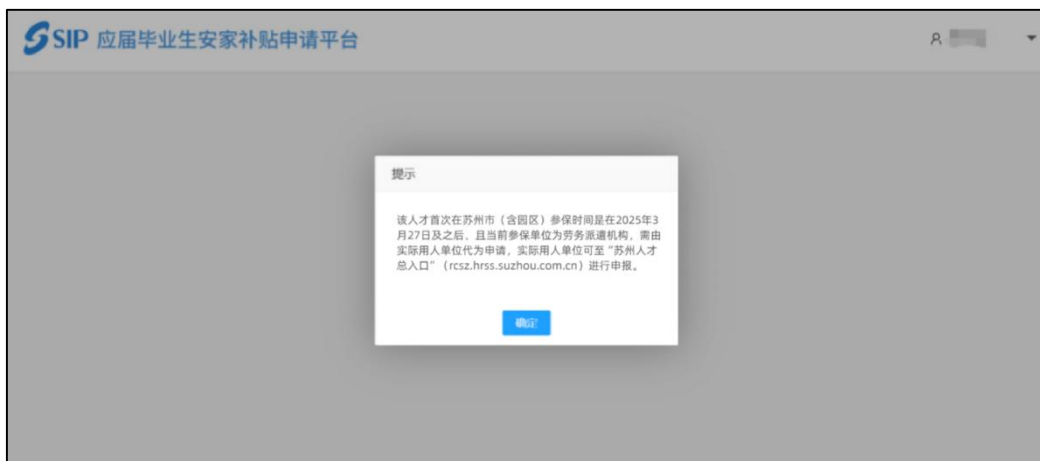 SIP 应届毕业生安家补贴申请平台
提示
该人才首次在苏州市（含园区）参保时间是在2025年3
月27日及之后、且当前参保单位为劳务派遣机构，需由
实际用人单位代为申请，实际用人单位可至“苏州人才
总入口”（rcsz.hrss.suzhou.com.cn）进行申报。
确定